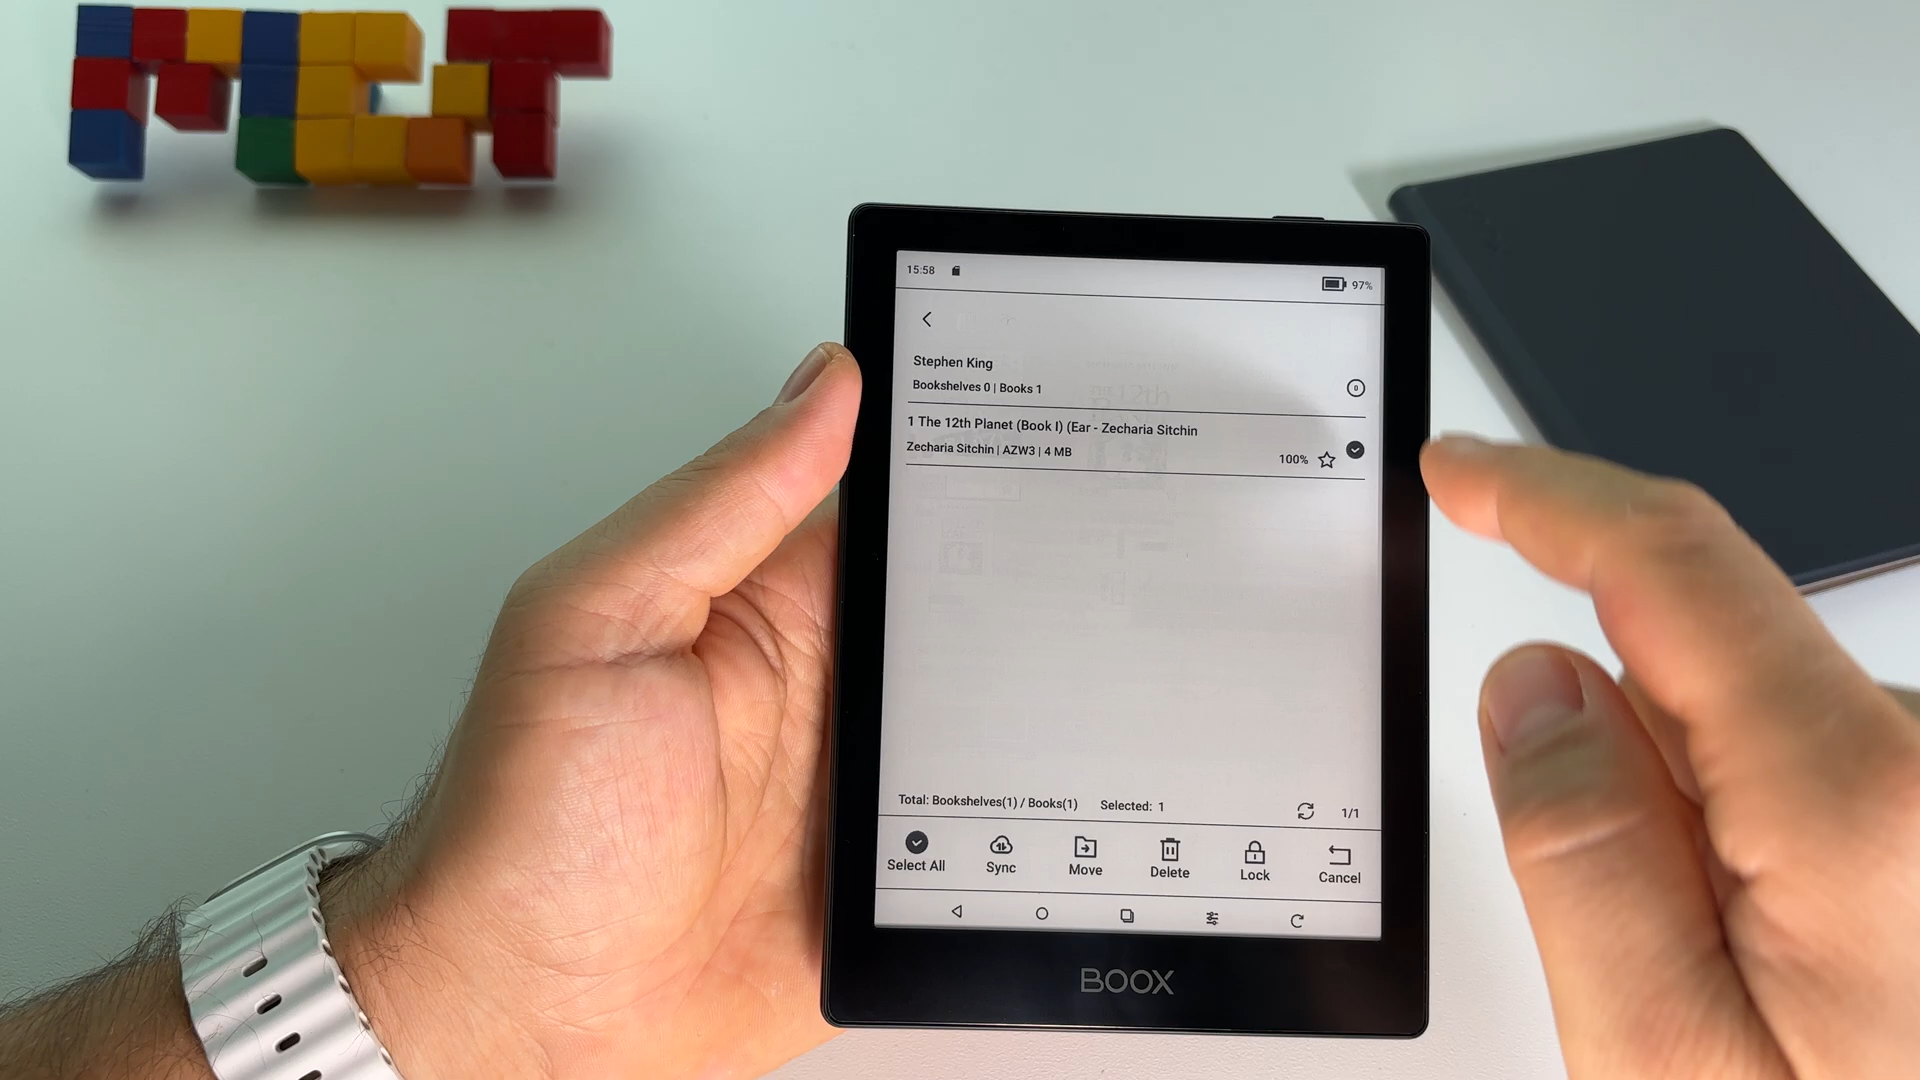 15:58
97%
Stephen King
Bookshelves 0 | Books 1
0
1 The 12th Planet (Book I) (Ear - Zecharia Sitchin
Zecharia Sitchin | AZW3 | 4 MB
100%
Total: Bookshelves(1) / Books(1) Selected: 1
1/1
Select All Sync Move Delete Lock Cancel
BOOX